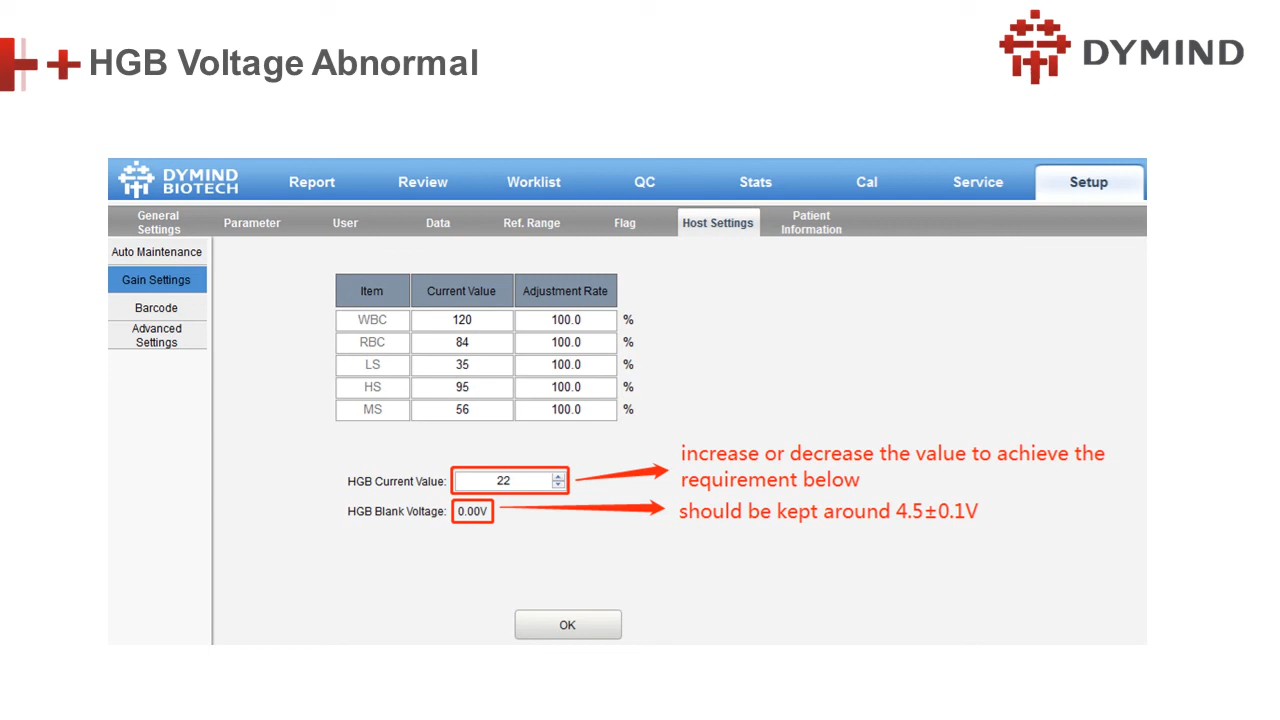 HGB Voltage Abnormal
DYMIND
DYMIND
BIOTECH
Report
Review
Worklist
QC
Stats
Cal
Service
Setup
General
Settings
Parameter
User
Data
Ref. Range
Flag
Host Settings
Patient
Information
Auto Maintenance
Gain Settings
Barcode
Advanced
Settings
Item Current Value Adjustment Rate
WBC 120 100.0 %
RBC 84 100.0 %
LS 35 100.0 %
HS 95 100.0 %
MS 56 100.0 %
increase or decrease the value to achieve the
requirement below
HGB Current Value: 22
HGB Blank Voltage: 0.00V
should be kept around 4.5±0.1V
OK